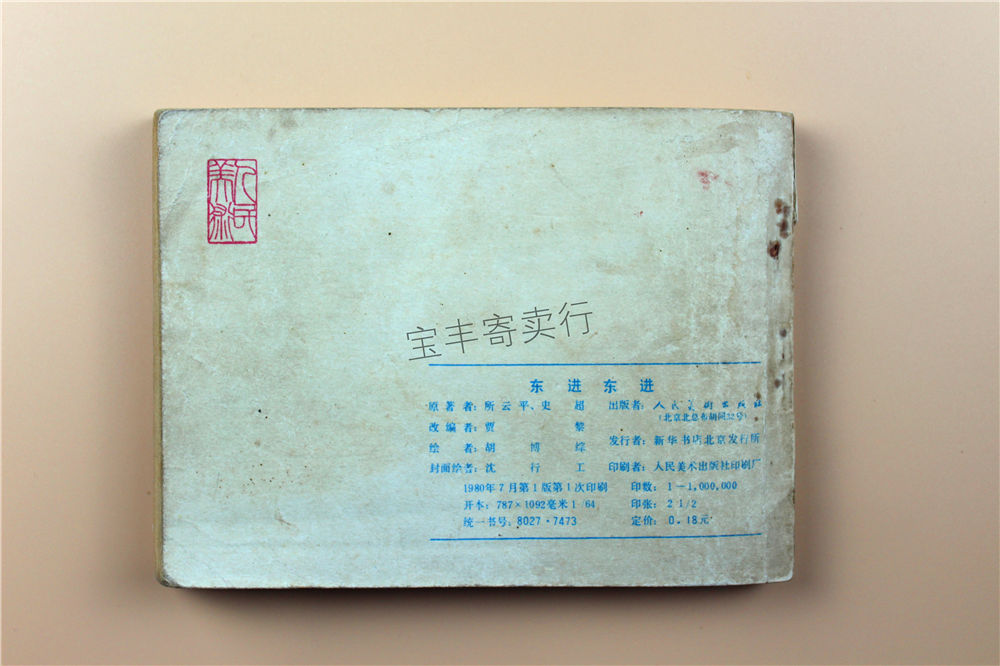 人民
美術
宝丰寄卖行
东进东进
原著者：所云平、史 超 出版者：人民美术出版社
（北京北总布胡同32号）
改编者：贾 黎
绘 者：胡 博 综 发行者：新华书店北京发行所
封面绘者：沈 行 工 印刷者：人民美术出版社印刷厂
1980年7月第1版第1次印刷 印数：1－1,000,000
开本：787×1092毫米1/64 印张：2 1/2
统一书号：8027·7473 定价：0.18元